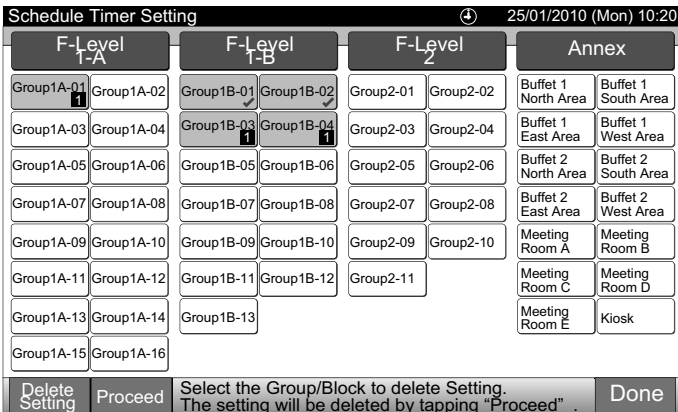 Schedule Timer Setting 25/01/2010 (Mon) 10:20
F-Level
1-A
F-Level
1-B
F-Level
2
Annex
Group1A-01 Group1A-02 Group1B-01 Group1B-02 Group2-01 Group2-02
1
Buffet 1
North Area
Buffet 1
South Area
Group1A-03 Group1A-04 Group1B-03 Group1B-04 Group2-03 Group2-04
1 1
Buffet 1
East Area
Buffet 1
West Area
Group1A-05 Group1A-06 Group1B-05 Group1B-06 Group2-05 Group2-06
Buffet 2
North Area
Buffet 2
South Area
Group1A-07 Group1A-08 Group1B-07 Group1B-08 Group2-07 Group2-08
Buffet 2
East Area
Buffet 2
West Area
Group1A-09 Group1A-10 Group1B-09 Group1B-10 Group2-09 Group2-10
Meeting
Room A
Meeting
Room B
Group1A-11 Group1A-12 Group1B-11 Group1B-12 Group2-11
Meeting
Room C
Meeting
Room D
Group1A-13 Group1A-14 Group1B-13
Meeting
Room E
Kiosk
Group1A-15 Group1A-16
Delete
Setting
Proceed
Select the Group/Block to delete Setting.
The setting will be deleted by tapping "Proceed" .
Done